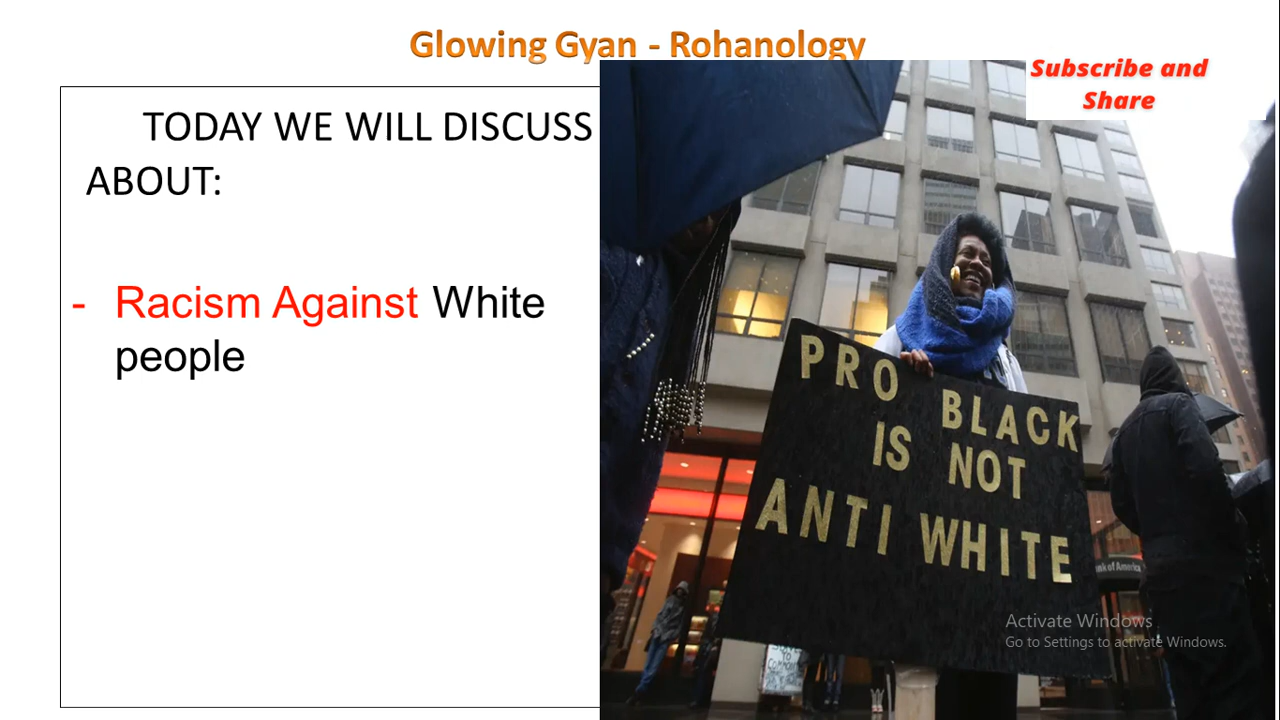 Glowing Gyan - Rohanology
Subscribe and
Share
TODAY WE WILL DISCUSS
ABOUT:
- Racism Against White
people
PRO BLACK
IS NOT
ANTI WHITE
nk of America
Activate Windows
Go to Settings to activate Windows.